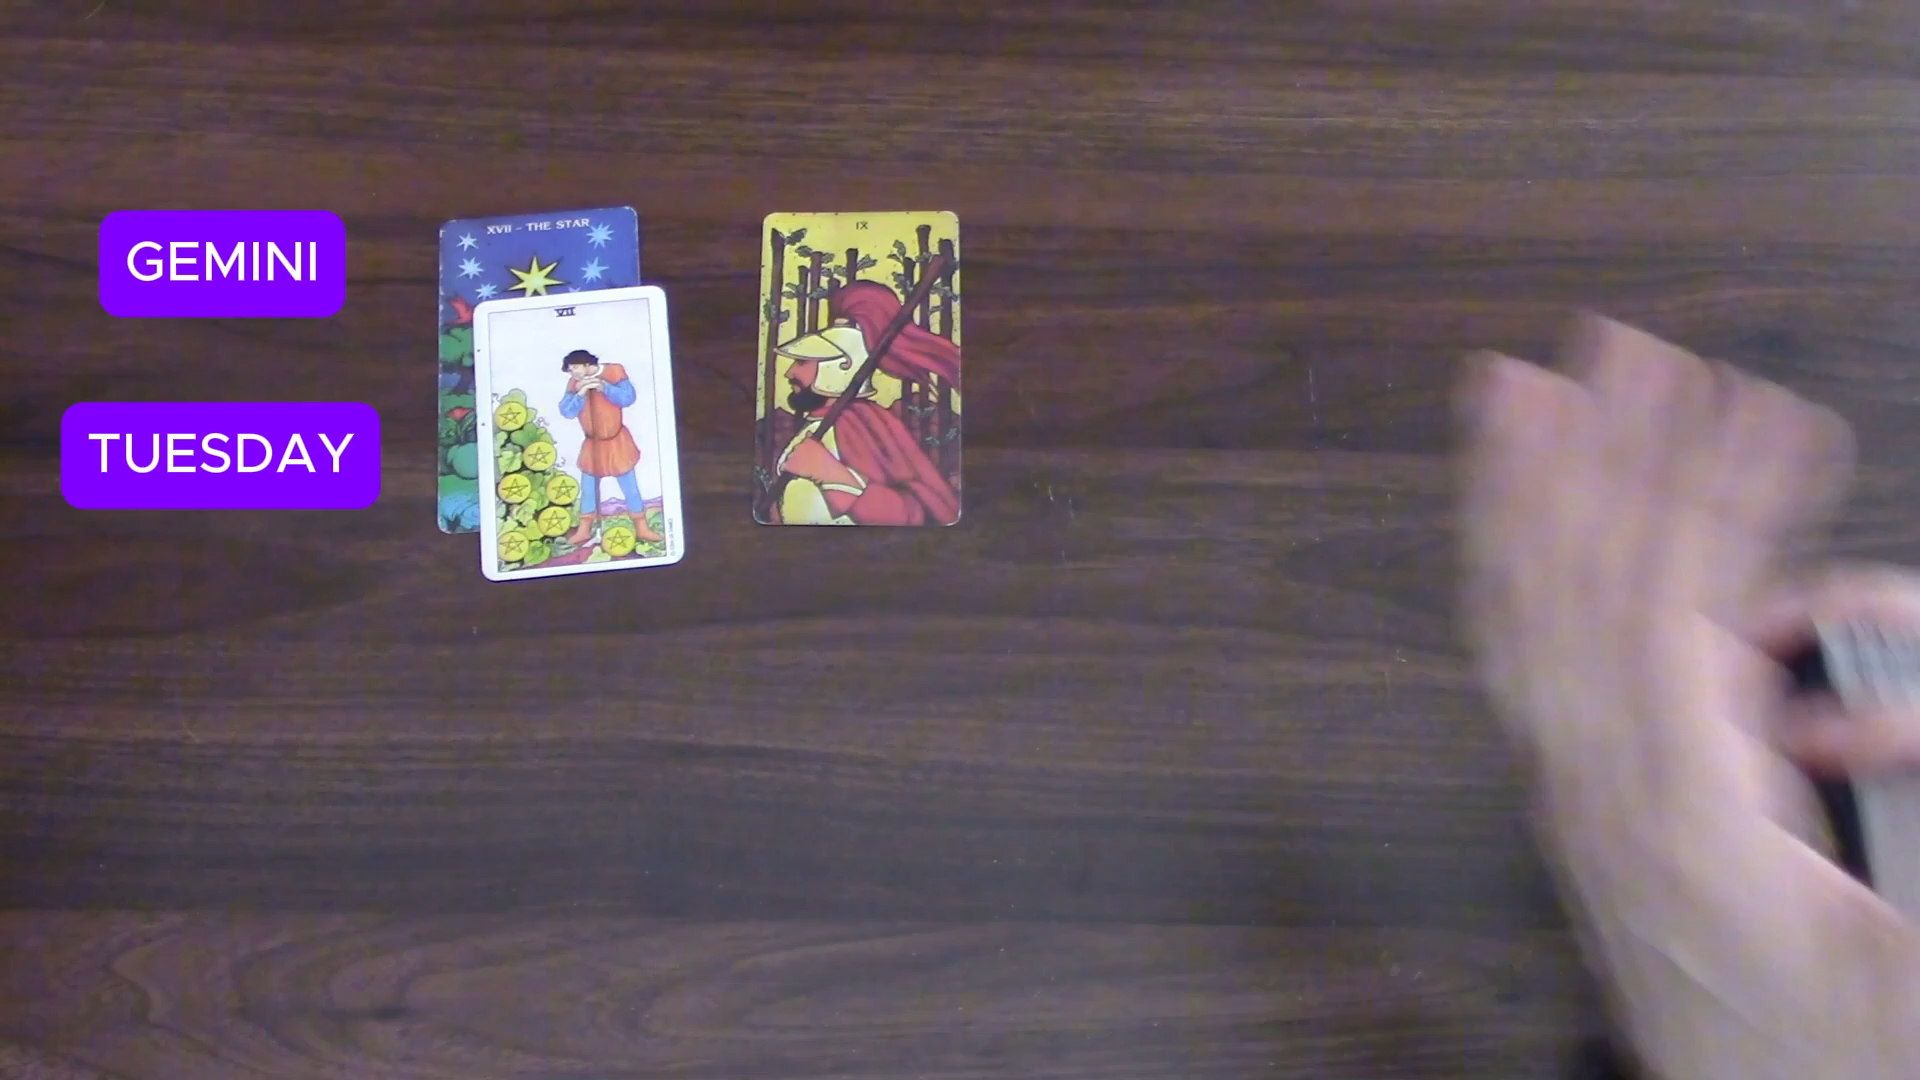 GEMINI
TUESDAY
XVII – THE STAR
VII
IX